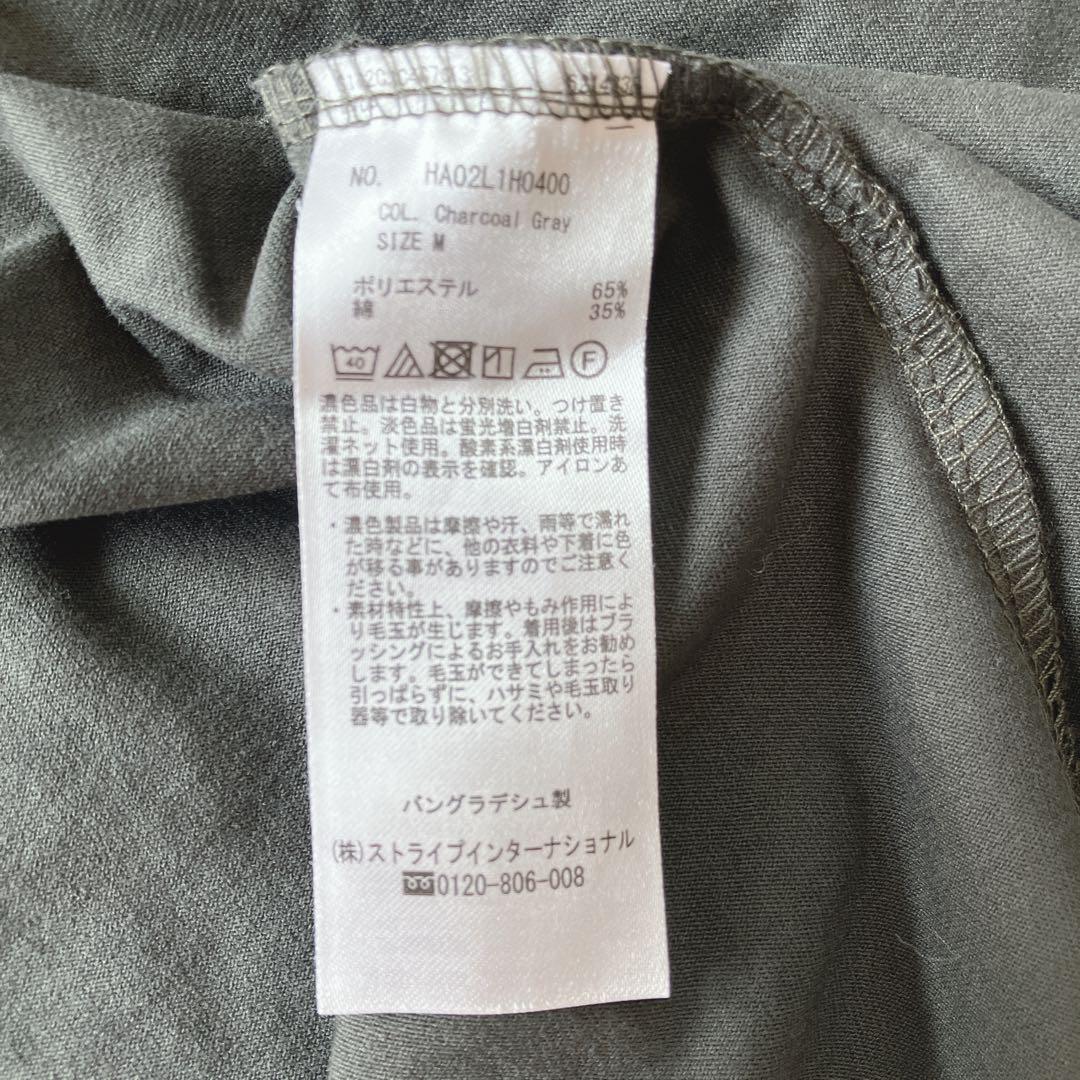 NO. HA02L1H0400
COL. Charcoal Gray
SIZE M
ポリエステル 65%
綿 35%
40 F
濃色品は白物と分別洗い。つけ置き
禁止。淡色品は蛍光増白剤禁止。洗
濯ネット使用。酸素系漂白剤使用時
は漂白剤の表示を確認。アイロンあ
て布使用。
・濃色製品は摩擦や汗、雨等で濡れ
た時などに、他の衣料や下着に色
が移る事がありますのでご注意く
ださい。
・素材特性上、摩擦やもみ作用によ
り毛玉が生じます。着用後はブラ
ッシングによるお手入れをお勧め
します。毛玉ができてしまったら
引っぱらずに、ハサミや毛玉取り
器等で取り除いてください。
バングラデシュ製
(株)ストライプインターナショナル
0120-806-008